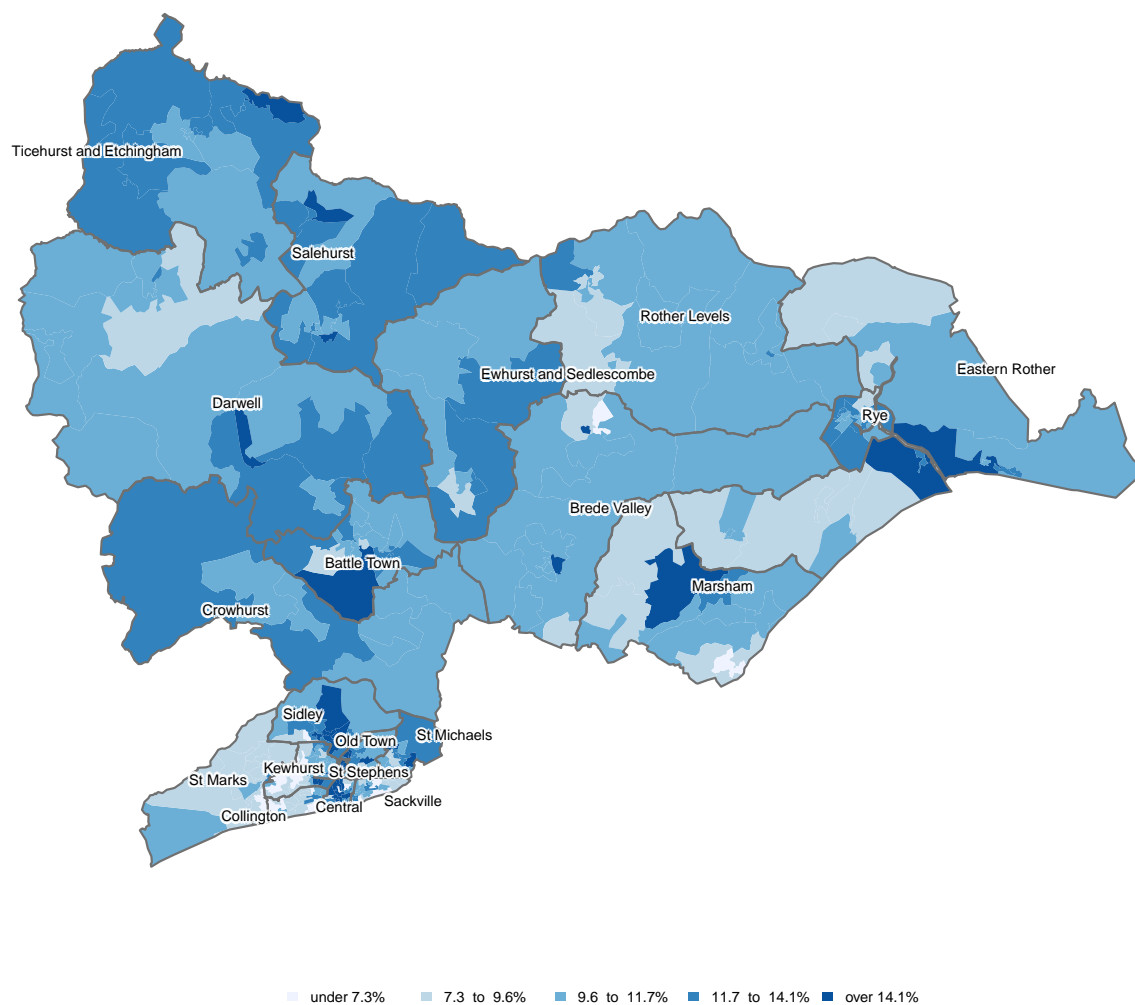 Ticehurst and Etchingham
Salehurst
Rother Levels
Eastern Rother
Ewhurst and Sedlescombe
Darwell
Rye
Brede Valley
Battle Town
Marsham
Crowhurst
Sidley
St Michaels
Old Town
Kewhurst
St Stephens
St Marks
Sackville
Central
Collington
under 7.3% 7.3 to 9.6% 9.6 to 11.7% 11.7 to 14.1% over 14.1%